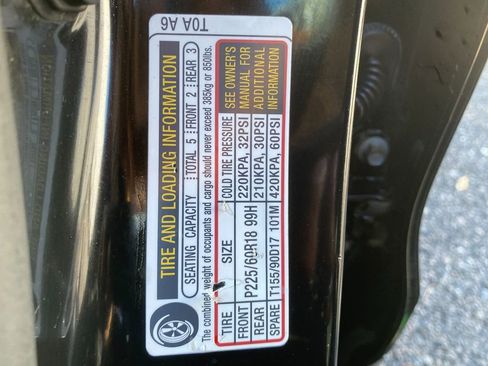 T0A A6
TIRE AND LOADING INFORMATION
SEATING CAPACITY TOTAL 5 FRONT 2 REAR 3
The combined weight of occupants and cargo should never exceed 385kg or 850lbs.
TIRE SIZE COLD TIRE PRESSURE
FRONT P225/60R18 99H 220KPA, 32PSI
REAR 210KPA, 30PSI
SPARE T155/90D17 101M 420KPA, 60PSI
SEE OWNER'S
MANUAL FOR
ADDITIONAL
INFORMATION